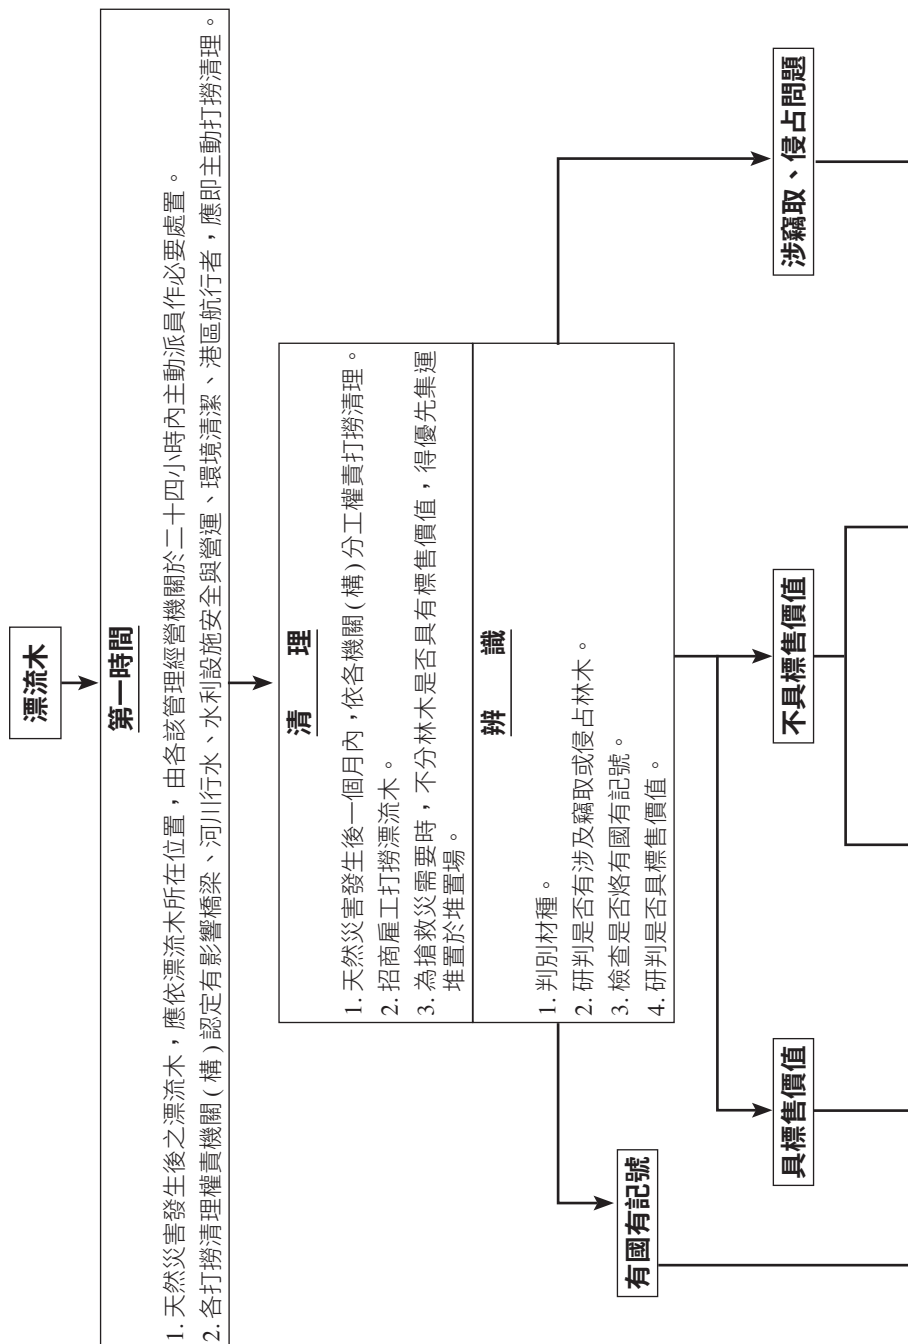 漂流木
第一時間
1. 天然災害發生後之漂流木，應依漂流木所在位置，由各該管理經營機關於二十四小時內主動派員作必要處置。
2. 各打撈清理權責機關(構)認定有影響橋梁、河川行水、水利設施安全與營運、環境清潔、港區航行者，應即主動打撈清理。
清 理
1. 天然災害發生後一個月內，依各機關(構)分工權責打撈清理。
2. 招商雇工打撈漂流木。
3. 為搶救災需要時，不分林木是否具有標售價值，得優先集運
堆置於堆置場。
辨 識
1. 判別材種。
2. 研判是否有涉及竊取或侵占林木。
3. 檢查是否烙有國有記號。
4. 研判是否具標售價值。
有國有記號
具標售價值
不具標售價值
涉竊取、侵占問題